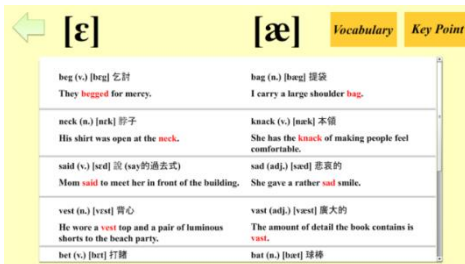 [ɛ] [æ] Vocabulary Key Point
beg (v.) [bɛg] 乞討
They begged for mercy.
bag (n.) [bæg] 提袋
I carry a large shoulder bag.
neck (n.) [nɛk] 脖子
His shirt was open at the neck.
knack (v.) [næk] 本領
She has the knack of making people feel
comfortable.
said (v.) [sɛd] 說 (say的過去式)
Mom said to meet her in front of the building.
sad (adj.) [sæd] 悲哀的
She gave a rather sad smile.
vest (n.) [vɛst] 背心
He wore a vest top and a pair of luminous
shorts to the beach party.
vast (adj.) [væst] 廣大的
The amount of detail the book contains is
vast.
bet (v.) [bɛt] 打賭
bat (n.) [bæt] 球棒